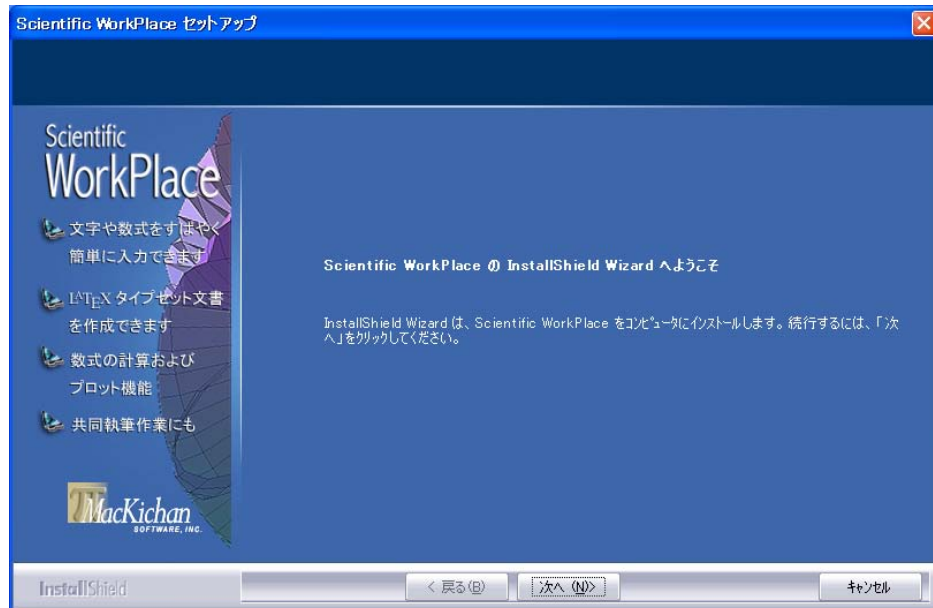 Scientific WorkPlace セットアップ
Scientific
WorkPlace
文字や数式をすばやく
簡単に入力できます
LATEX タイプセット文書
を作成できます
数式の計算および
プロット機能
共同執筆作業にも
MacKichan
SOFTWARE, INC.
Scientific WorkPlace の InstallShield Wizard へようこそ
InstallShield Wizard は、Scientific WorkPlace をｺﾝﾋﾟｭｰﾀにｲﾝｽﾄｰﾙします。続行するには、「次
へ」をｸﾘｯｸしてください。
InstallShield
< 戻る(B)
次へ (N)>
ｷｬﾝｾﾙ